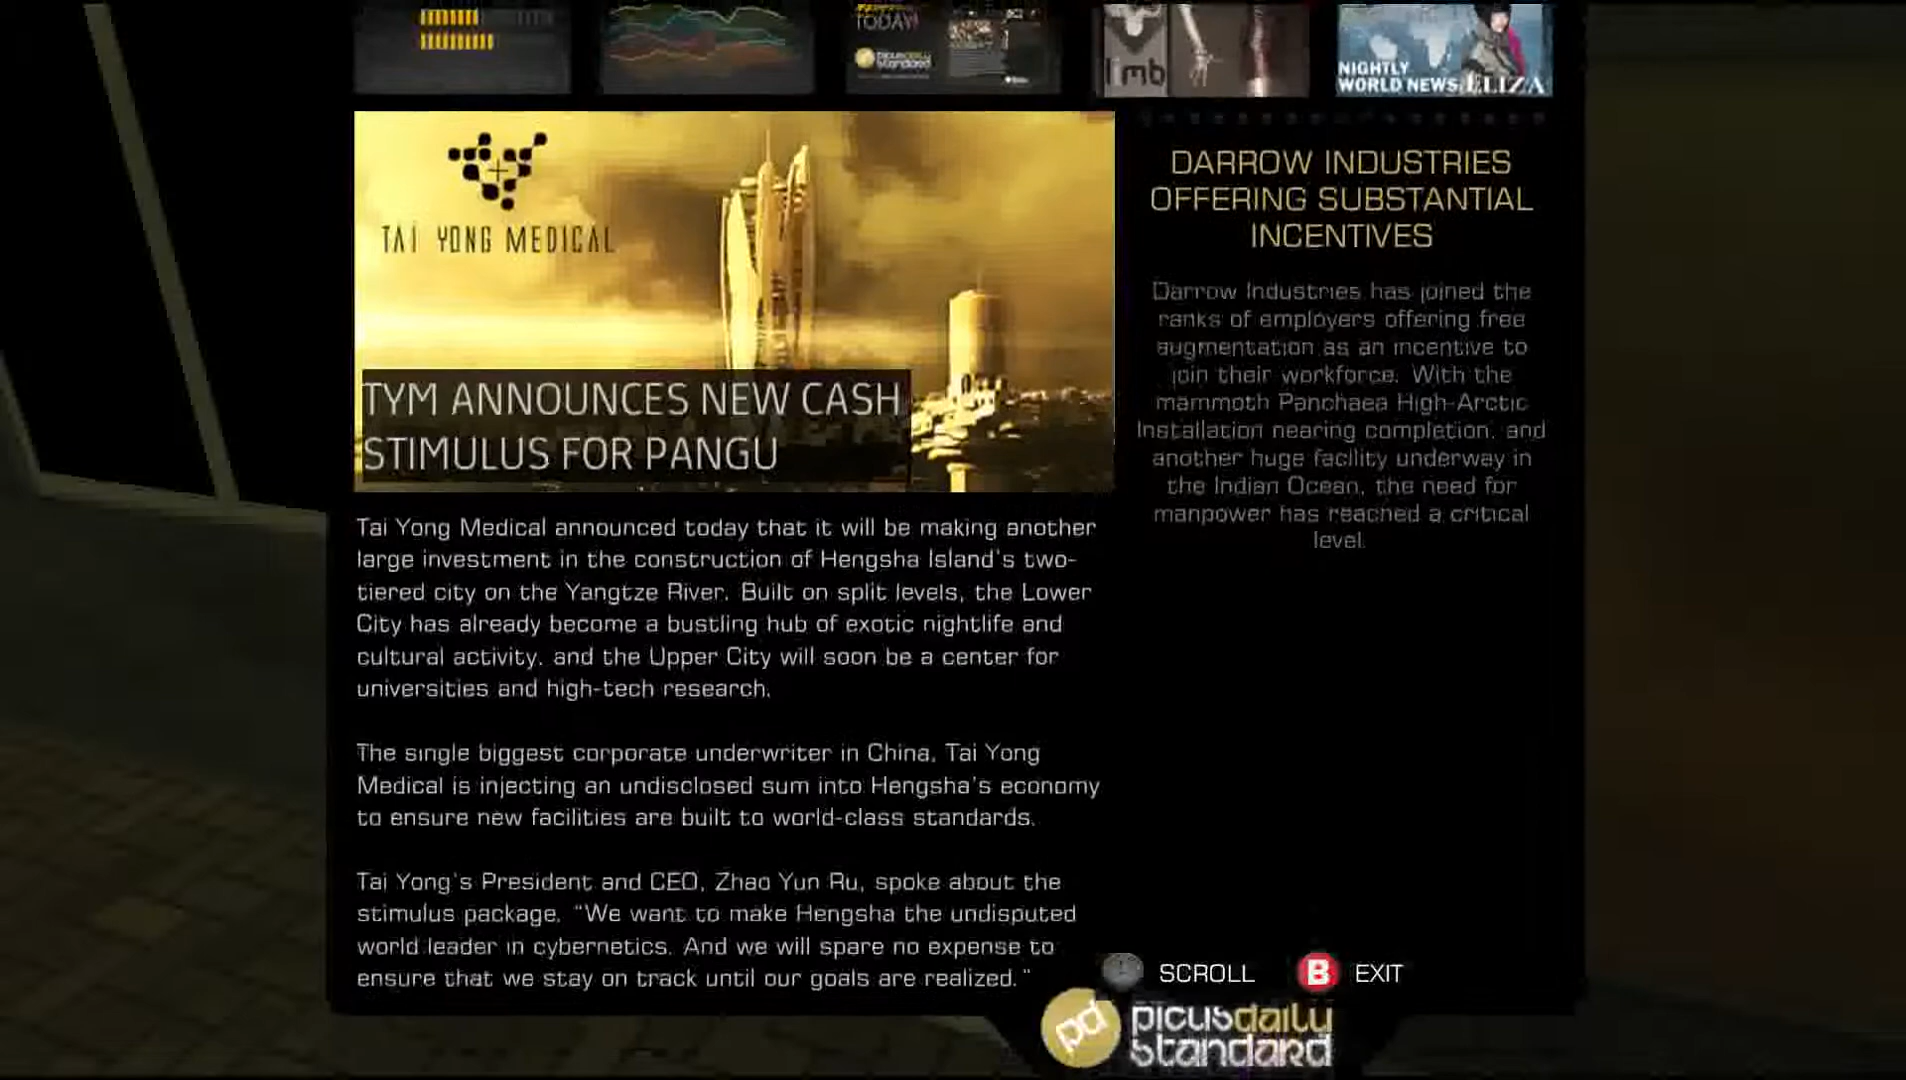 TODAY!
picusdaily
standard
limb
NIGHTLY
WORLD NEWS
ELIZA
TAI YONG MEDICAL
TYM ANNOUNCES NEW CASH
STIMULUS FOR PANGU
Tai Yong Medical announced today that it will be making another
large investment in the construction of Hengsha Island's two-
tiered city on the Yangtze River. Built on split levels, the Lower
City has already become a bustling hub of exotic nightlife and
cultural activity, and the Upper City will soon be a center for
universities and high-tech research.
The single biggest corporate underwriter in China, Tai Yong
Medical is injecting an undisclosed sum into Hengsha's economy
to ensure new facilities are built to world-class standards.
Tai Yong's President and CEO, Zhao Yun Ru, spoke about the
stimulus package. "We want to make Hengsha the undisputed
world leader in cybernetics. And we will spare no expense to
ensure that we stay on track until our goals are realized."
DARROW INDUSTRIES
OFFERING SUBSTANTIAL
INCENTIVES
Darrow Industries has joined the
ranks of employers offering free
augmentation as an incentive to
join their workforce. With the
mammoth Panchaea High-Arctic
Installation nearing completion, and
another huge facility underway in
the Indian Ocean, the need for
manpower has reached a critical
level.
SCROLL
B EXIT
pd picusdaily
standard